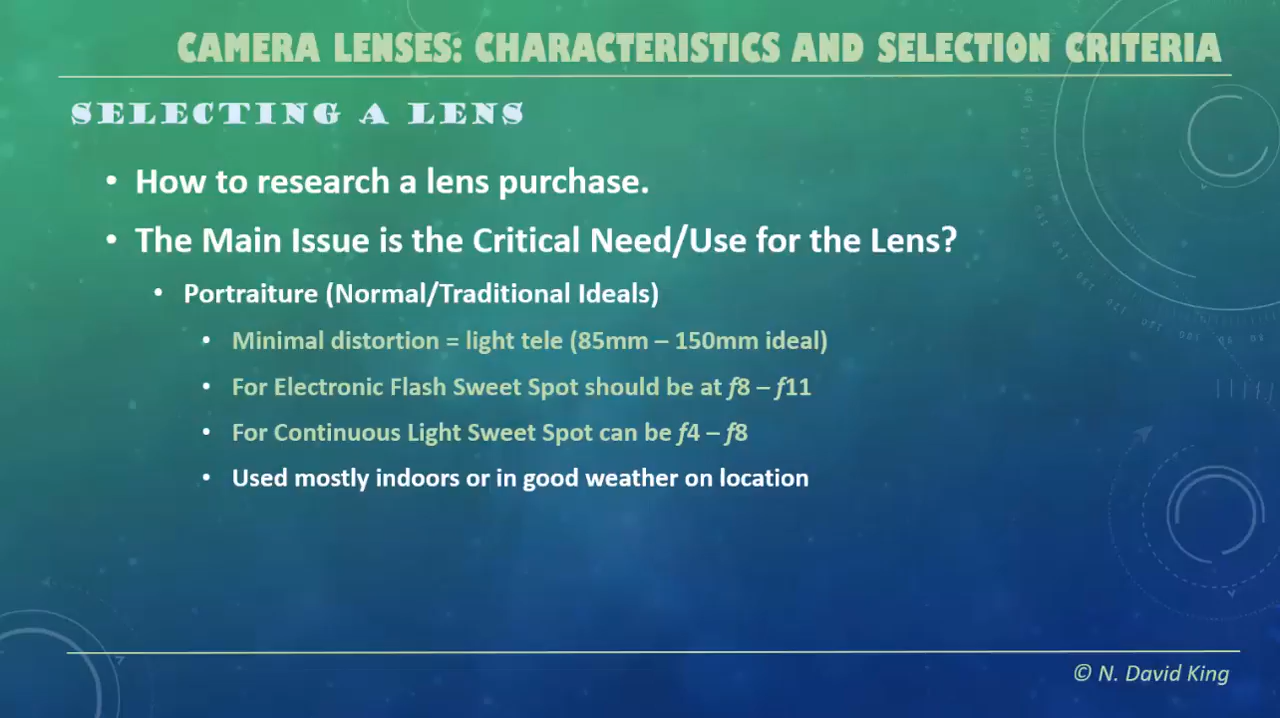 CAMERA LENSES: CHARACTERISTICS AND SELECTION CRITERIA
SELECTING A LENS
• How to research a lens purchase.
• The Main Issue is the Critical Need/Use for the Lens?
• Portraiture (Normal/Traditional Ideals)
• Minimal distortion = light tele (85mm – 150mm ideal)
• For Electronic Flash Sweet Spot should be at f8 – f11
• For Continuous Light Sweet Spot can be f4 – f8
• Used mostly indoors or in good weather on location
© N. David King